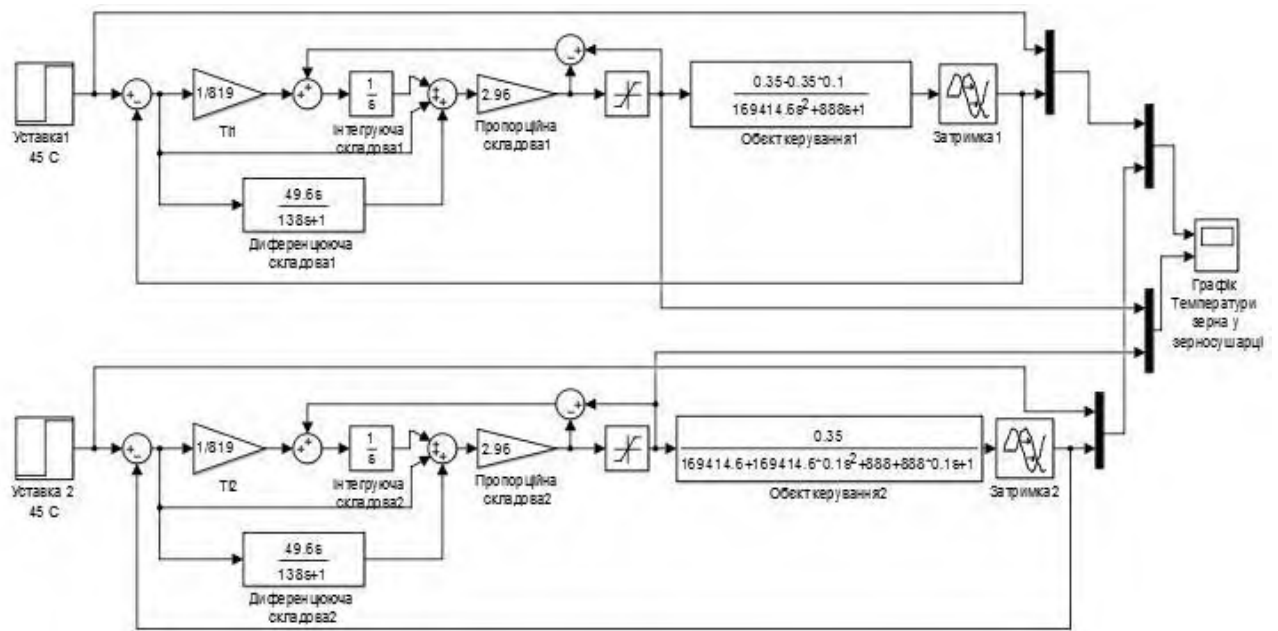 Уставка1
45 С
1/819
TI1
1
s
Інтегруюча
складова1
2.96
Пропорційна
складова1
49.6s
138s+1
Диференцююча
складова1
0.35-0.35*0.1
169414.6s²+888s+1
Обєкт керування1
Затримка1
Графік
Температури
зерна у
зерносушарці
Уставка 2
45 С
1/819
TI2
1
s
Інтегруюча
складова2
2.96
Пропорційна
складова2
49.6s
138s+1
Диференцююча
складова2
0.35
169414.6+169414.6*0.1s²+888+888*0.1s+1
Обєкт керування2
Затримка2